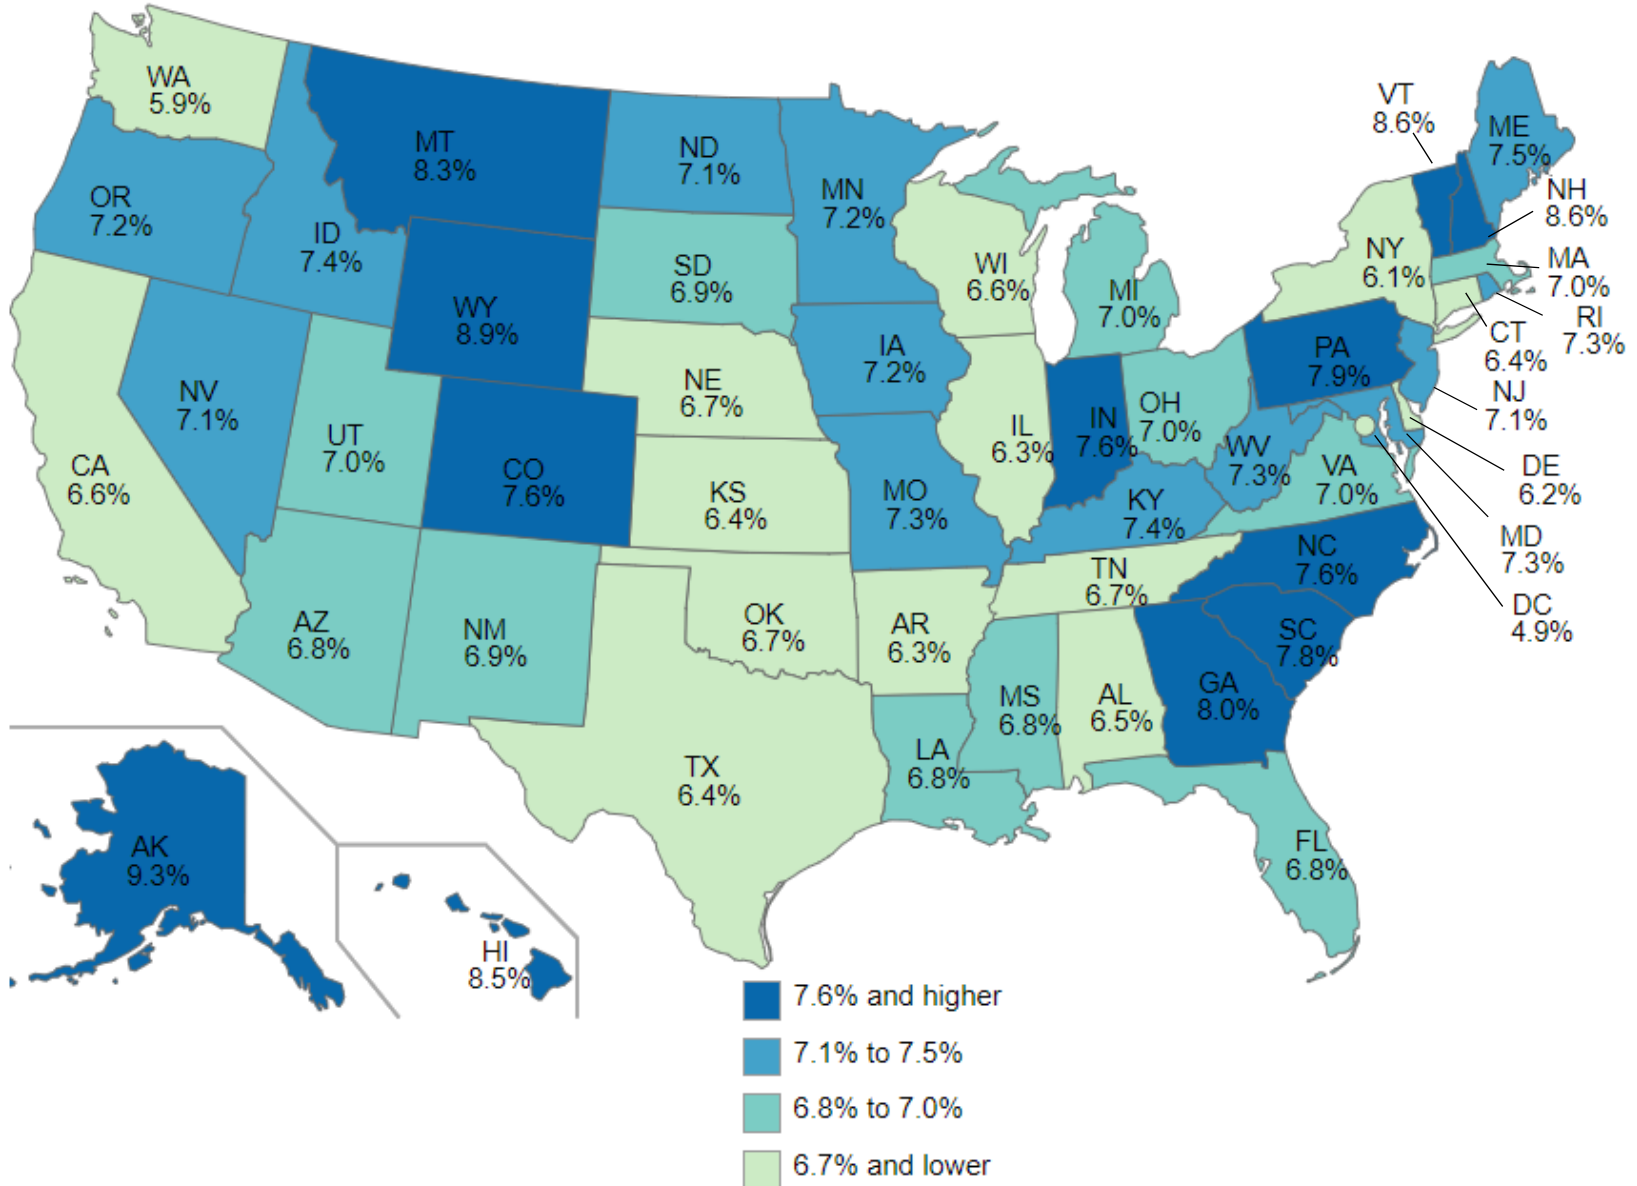 WA
5.9%
MT
8.3%
ND
7.1%
MN
7.2%
VT
8.6%
ME
7.5%
OR
7.2%
ID
7.4%
NH
8.6%
SD
6.9%
WI
6.6%
MI
7.0%
NY
6.1%
MA
7.0%
WY
8.9%
RI
7.3%
CT
6.4%
IA
7.2%
PA
7.9%
NJ
7.1%
NV
7.1%
NE
6.7%
IL
6.3%
IN
7.6%
OH
7.0%
UT
7.0%
WV
7.3%
VA
7.0%
DE
6.2%
CA
6.6%
CO
7.6%
KS
6.4%
MO
7.3%
KY
7.4%
MD
7.3%
NC
7.6%
TN
6.7%
DC
4.9%
AZ
6.8%
NM
6.9%
OK
6.7%
AR
6.3%
SC
7.8%
MS
6.8%
AL
6.5%
GA
8.0%
LA
6.8%
TX
6.4%
FL
6.8%
AK
9.3%
HI
8.5%
7.6% and higher
7.1% to 7.5%
6.8% to 7.0%
6.7% and lower